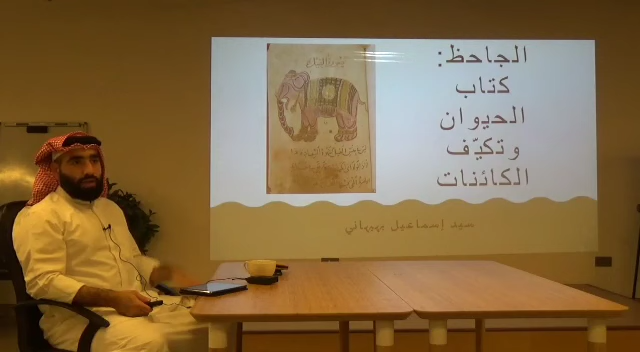 الجاحظ:
كتاب
الحيوان
وتكيّف
الكائنات
سيد إسماعيل بهبهاني